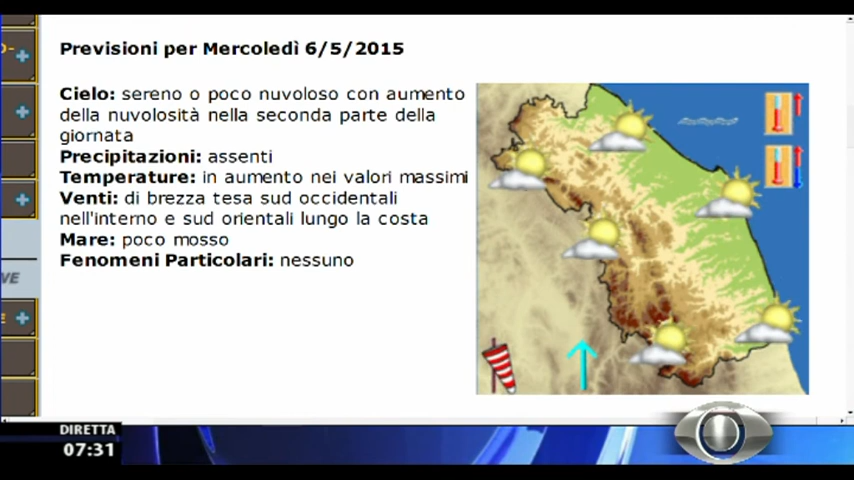 Previsioni per Mercoledì 6/5/2015
Cielo: sereno o poco nuvoloso con aumento
della nuvolosità nella seconda parte della
giornata
Precipitazioni: assenti
Temperature: in aumento nei valori massimi
Venti: di brezza tesa sud occidentali
nell'interno e sud orientali lungo la costa
Mare: poco mosso
Fenomeni Particolari: nessuno
VE
E
DIRETTA
07:31